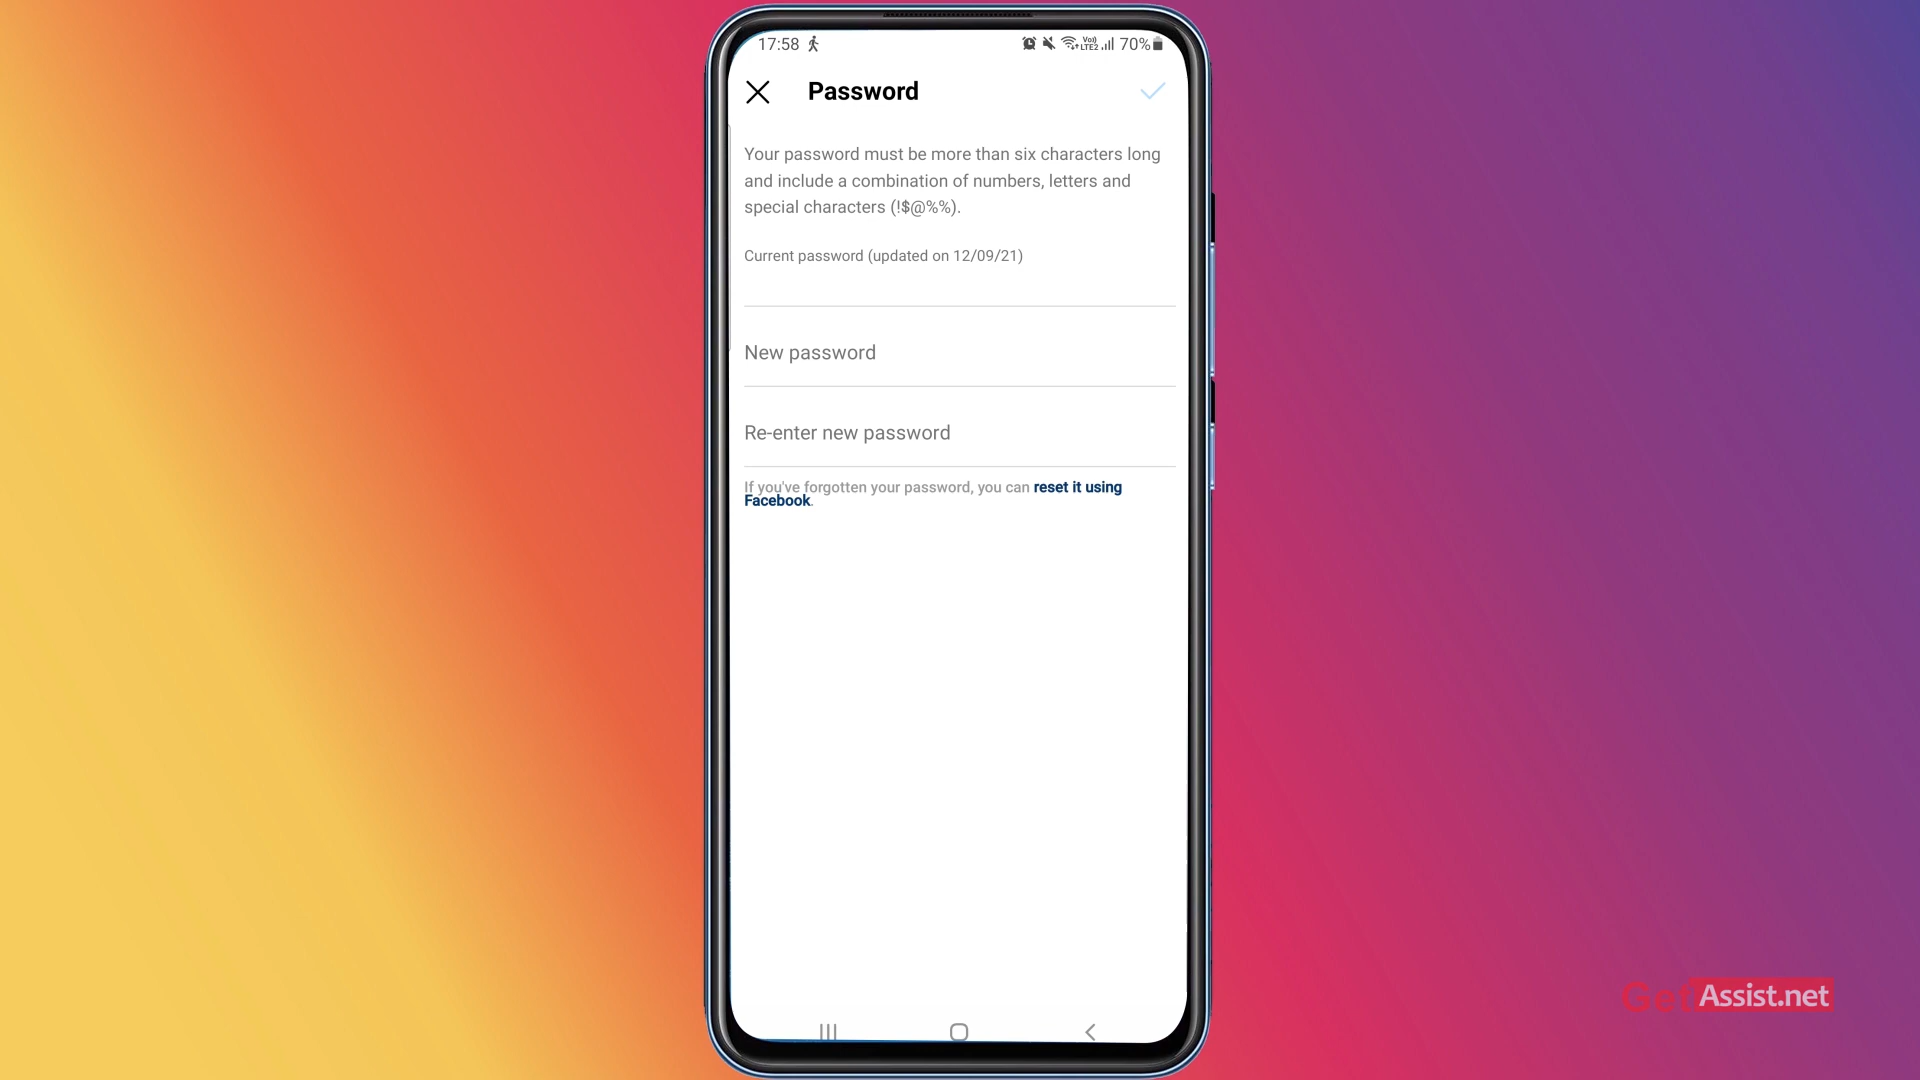 17:58 Vo)) LTE2 70%
Password
Your password must be more than six characters long
and include a combination of numbers, letters and
special characters (!$@%%).
Current password (updated on 12/09/21)
New password
Re-enter new password
If you've forgotten your password, you can reset it using
Facebook.
GetAssist.net